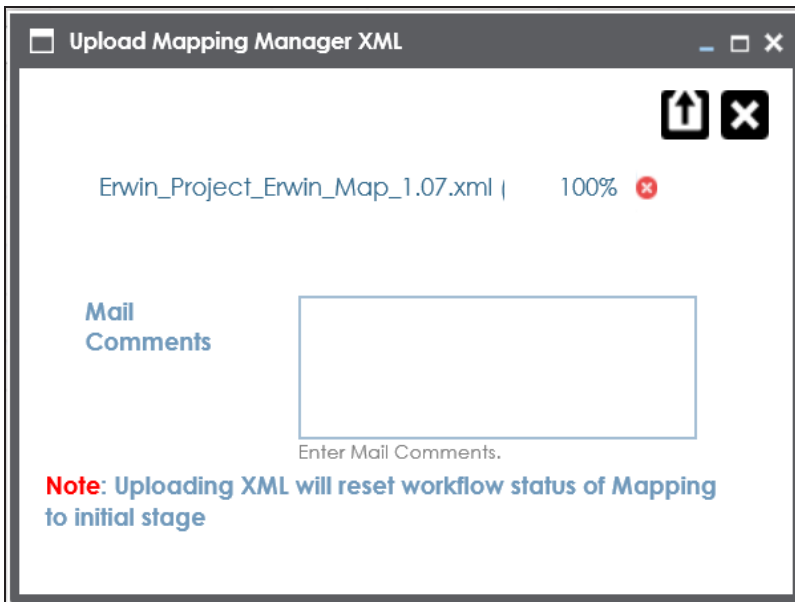 Upload Mapping Manager XML
Erwin_Project_Erwin_Map_1.07.xml ( 100%
Mail
Comments
Enter Mail Comments.
Note: Uploading XML will reset workflow status of Mapping
to initial stage